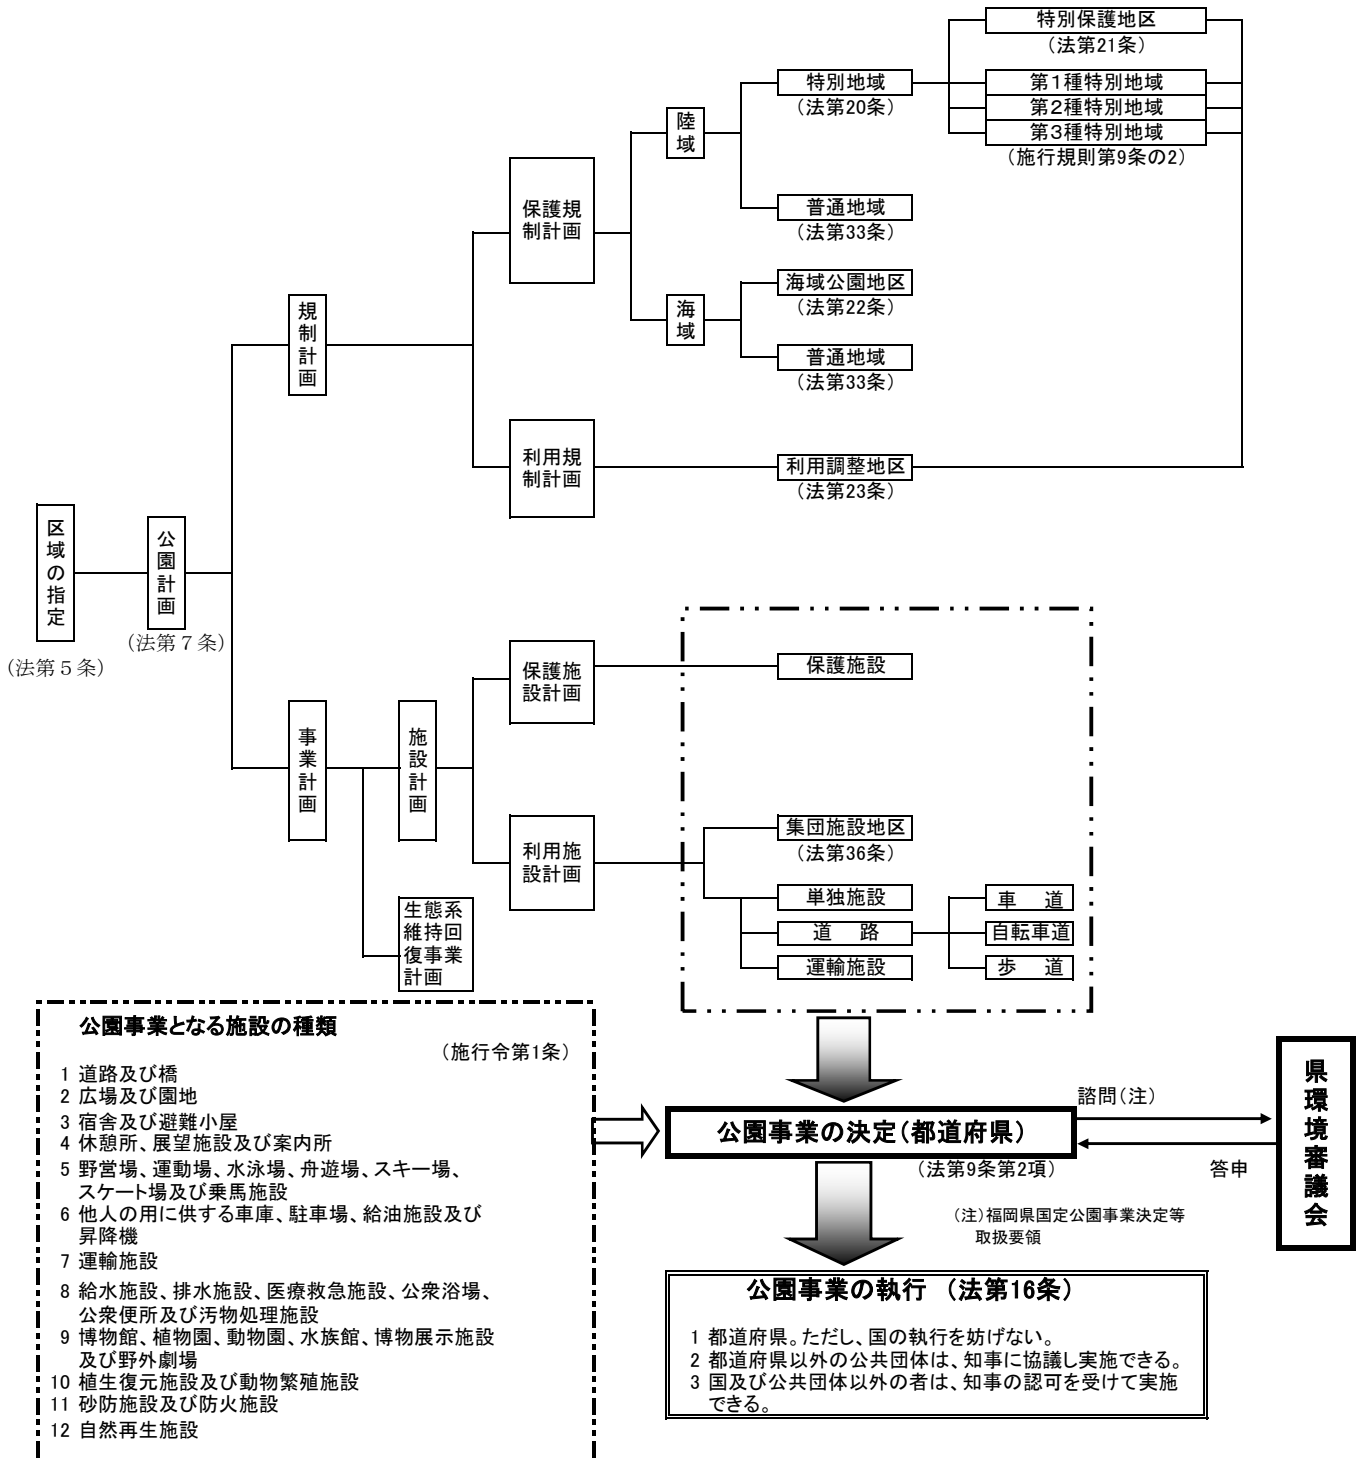 特別保護地区
（法第21条）
特別地域
（法第20条）
第１種特別地域
第２種特別地域
第３種特別地域
（施行規則第9条の2）
陸域
保護規
制計画
普通地域
（法第33条）
海域公園地区
（法第22条）
海域
普通地域
（法第33条）
規制計画
利用規
制計画
利用調整地区
（法第23条）
区域の指定
（法第５条）
公園計画
（法第７条）
保護施
設計画
保護施設
事業計画
施設計画
利用施
設計画
集団施設地区
（法第36条）
単独施設
道　路
運輸施設
車　道
自転車道
歩　道
生態系
維持回
復事業
計画
公園事業となる施設の種類
（施行令第1条）
1 道路及び橋
2 広場及び園地
3 宿舎及び避難小屋
4 休憩所、展望施設及び案内所
5 野営場、運動場、水泳場、舟遊場、スキー場、
スケート場及び乗馬施設
6 他人の用に供する車庫、駐車場、給油施設及び
昇降機
7 運輸施設
8 給水施設、排水施設、医療救急施設、公衆浴場、
公衆便所及び汚物処理施設
9 博物館、植物園、動物園、水族館、博物展示施設
及び野外劇場
10 植生復元施設及び動物繁殖施設
11 砂防施設及び防火施設
12 自然再生施設
公園事業の決定（都道府県）
（法第9条第2項）
諮問（注）
答申
県環境審議会
（注）福岡県国定公園事業決定等
取扱要領
公園事業の執行　（法第16条）
1 都道府県。ただし、国の執行を妨げない。
2 都道府県以外の公共団体は、知事に協議し実施できる。
3 国及び公共団体以外の者は、知事の認可を受けて実施
できる。